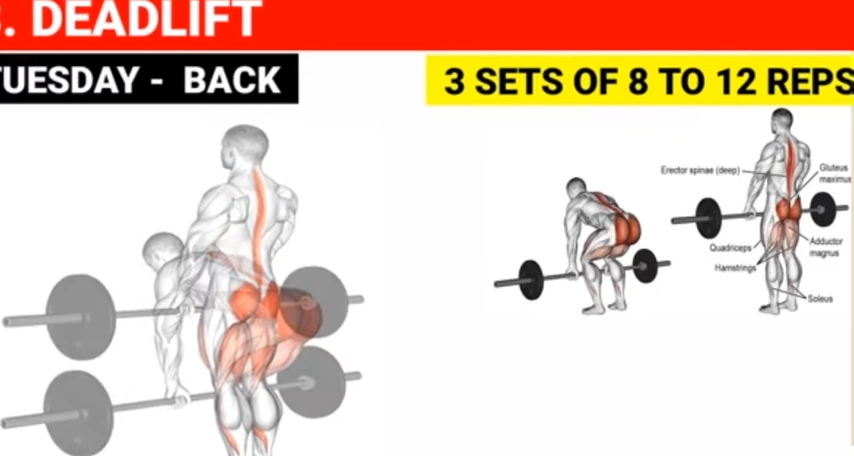 . DEADLIFT
TUESDAY - BACK
3 SETS OF 8 TO 12 REPS
Erector spinae (deep)
Gluteus
maximus
Quadriceps
Adductor
magnus
Hamstrings
Soleus